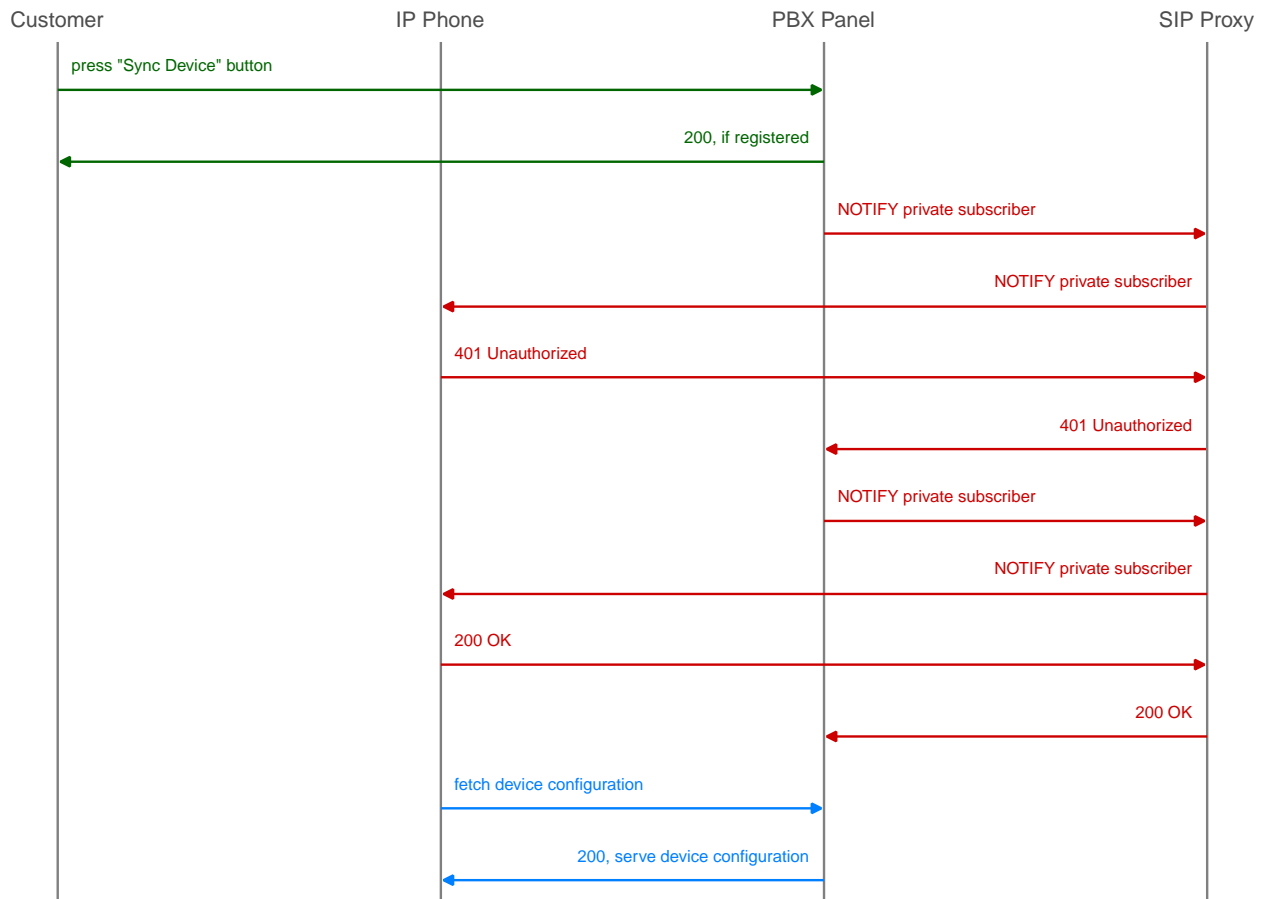 Customer
IP Phone
PBX Panel
SIP Proxy
press "Sync Device" button
200, if registered
NOTIFY private subscriber
NOTIFY private subscriber
401 Unauthorized
401 Unauthorized
NOTIFY private subscriber
NOTIFY private subscriber
200 OK
200 OK
fetch device configuration
200, serve device configuration